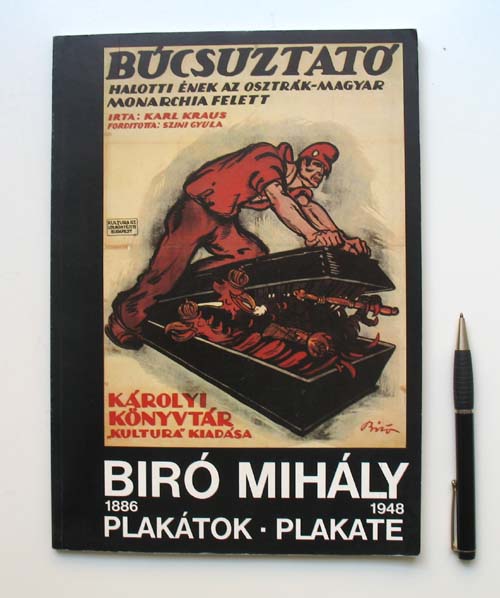 BÚCSUZTATÓ
HALOTTI ÉNEK AZ OSZTRÁK-MAGYAR
MONARCHIA FELETT
IRTA: KARL KRAUS
FORDITOTTA: SZINI GYULA
KÁROLYI
KÖNYVTÁR
„KULTURA" KIADÁSA
Biró
BIRÓ MIHÁLY
1886 1948
PLAKÁTOK · PLAKATE